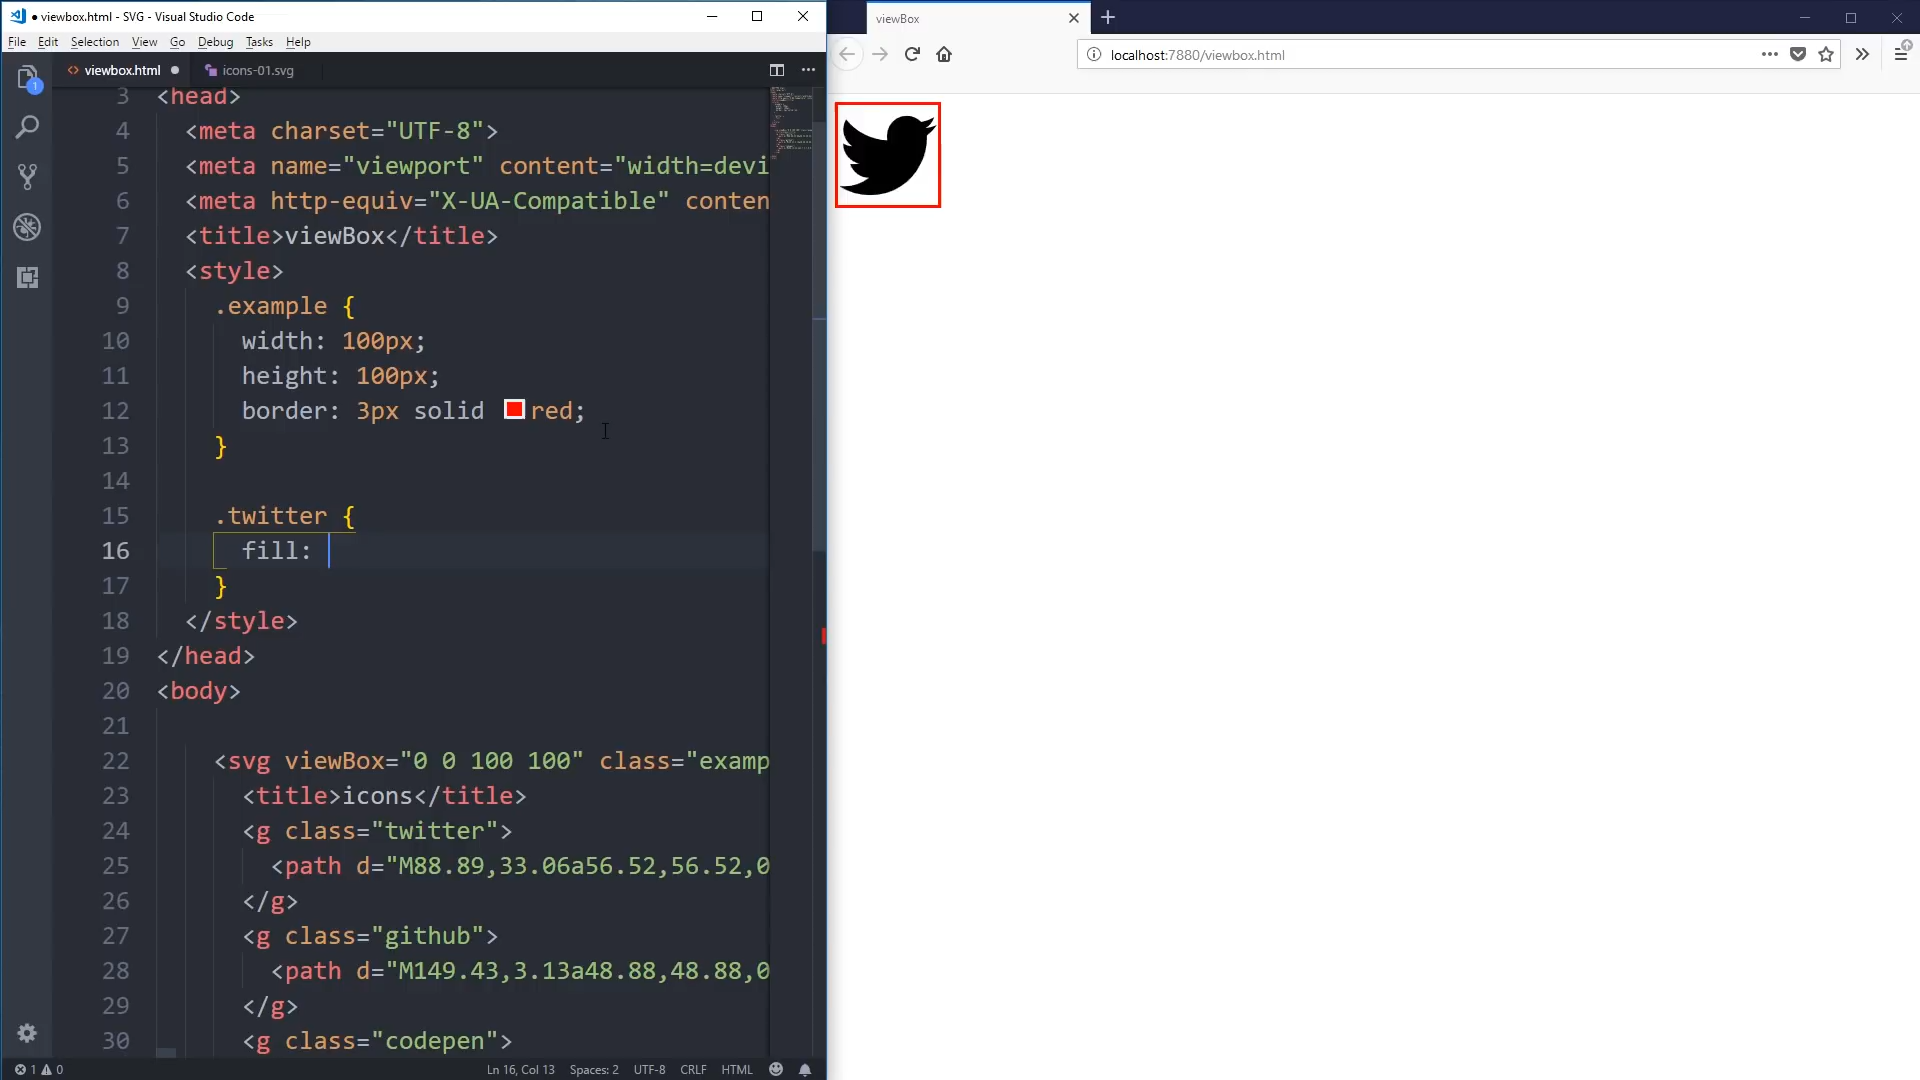 viewbox.html - SVG - Visual Studio Code
File Edit Selection View Go Debug Tasks Help
viewbox.html icons-01.svg
1
3 <head>
4 <meta charset="UTF-8">
5 <meta name="viewport" content="width=devi
6 <meta http-equiv="X-UA-Compatible" conten
7 <title>viewBox</title>
8 <style>
9 .example {
10 width: 100px;
11 height: 100px;
12 border: 3px solid red;
13 }
14
15 .twitter {
16 fill:
17 }
18 </style>
19 </head>
20 <body>
21
22 <svg viewBox="0 0 100 100" class="examp
23 <title>icons</title>
24 <g class="twitter">
25 <path d="M88.89,33.06a56.52,56.52,0
26 </g>
27 <g class="github">
28 <path d="M149.43,3.13a48.88,48.88,0
29 </g>
30 <g class="codepen">
1 0 Ln 16, Col 13 Spaces: 2 UTF-8 CRLF HTML
viewBox
localhost:7880/viewbox.html